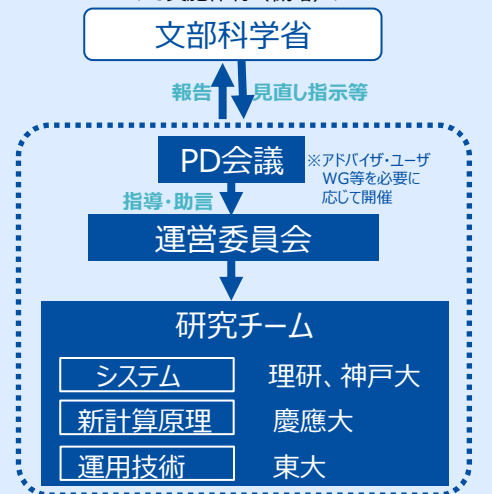 文部科学省
報告 見直し指示等
PD会議
※アドバイザ・ユーザ
WG等を必要に
応じて開催
指導・助言
運営委員会
研究チーム
システム 理研、神戸大
新計算原理 慶應大
運用技術 東大